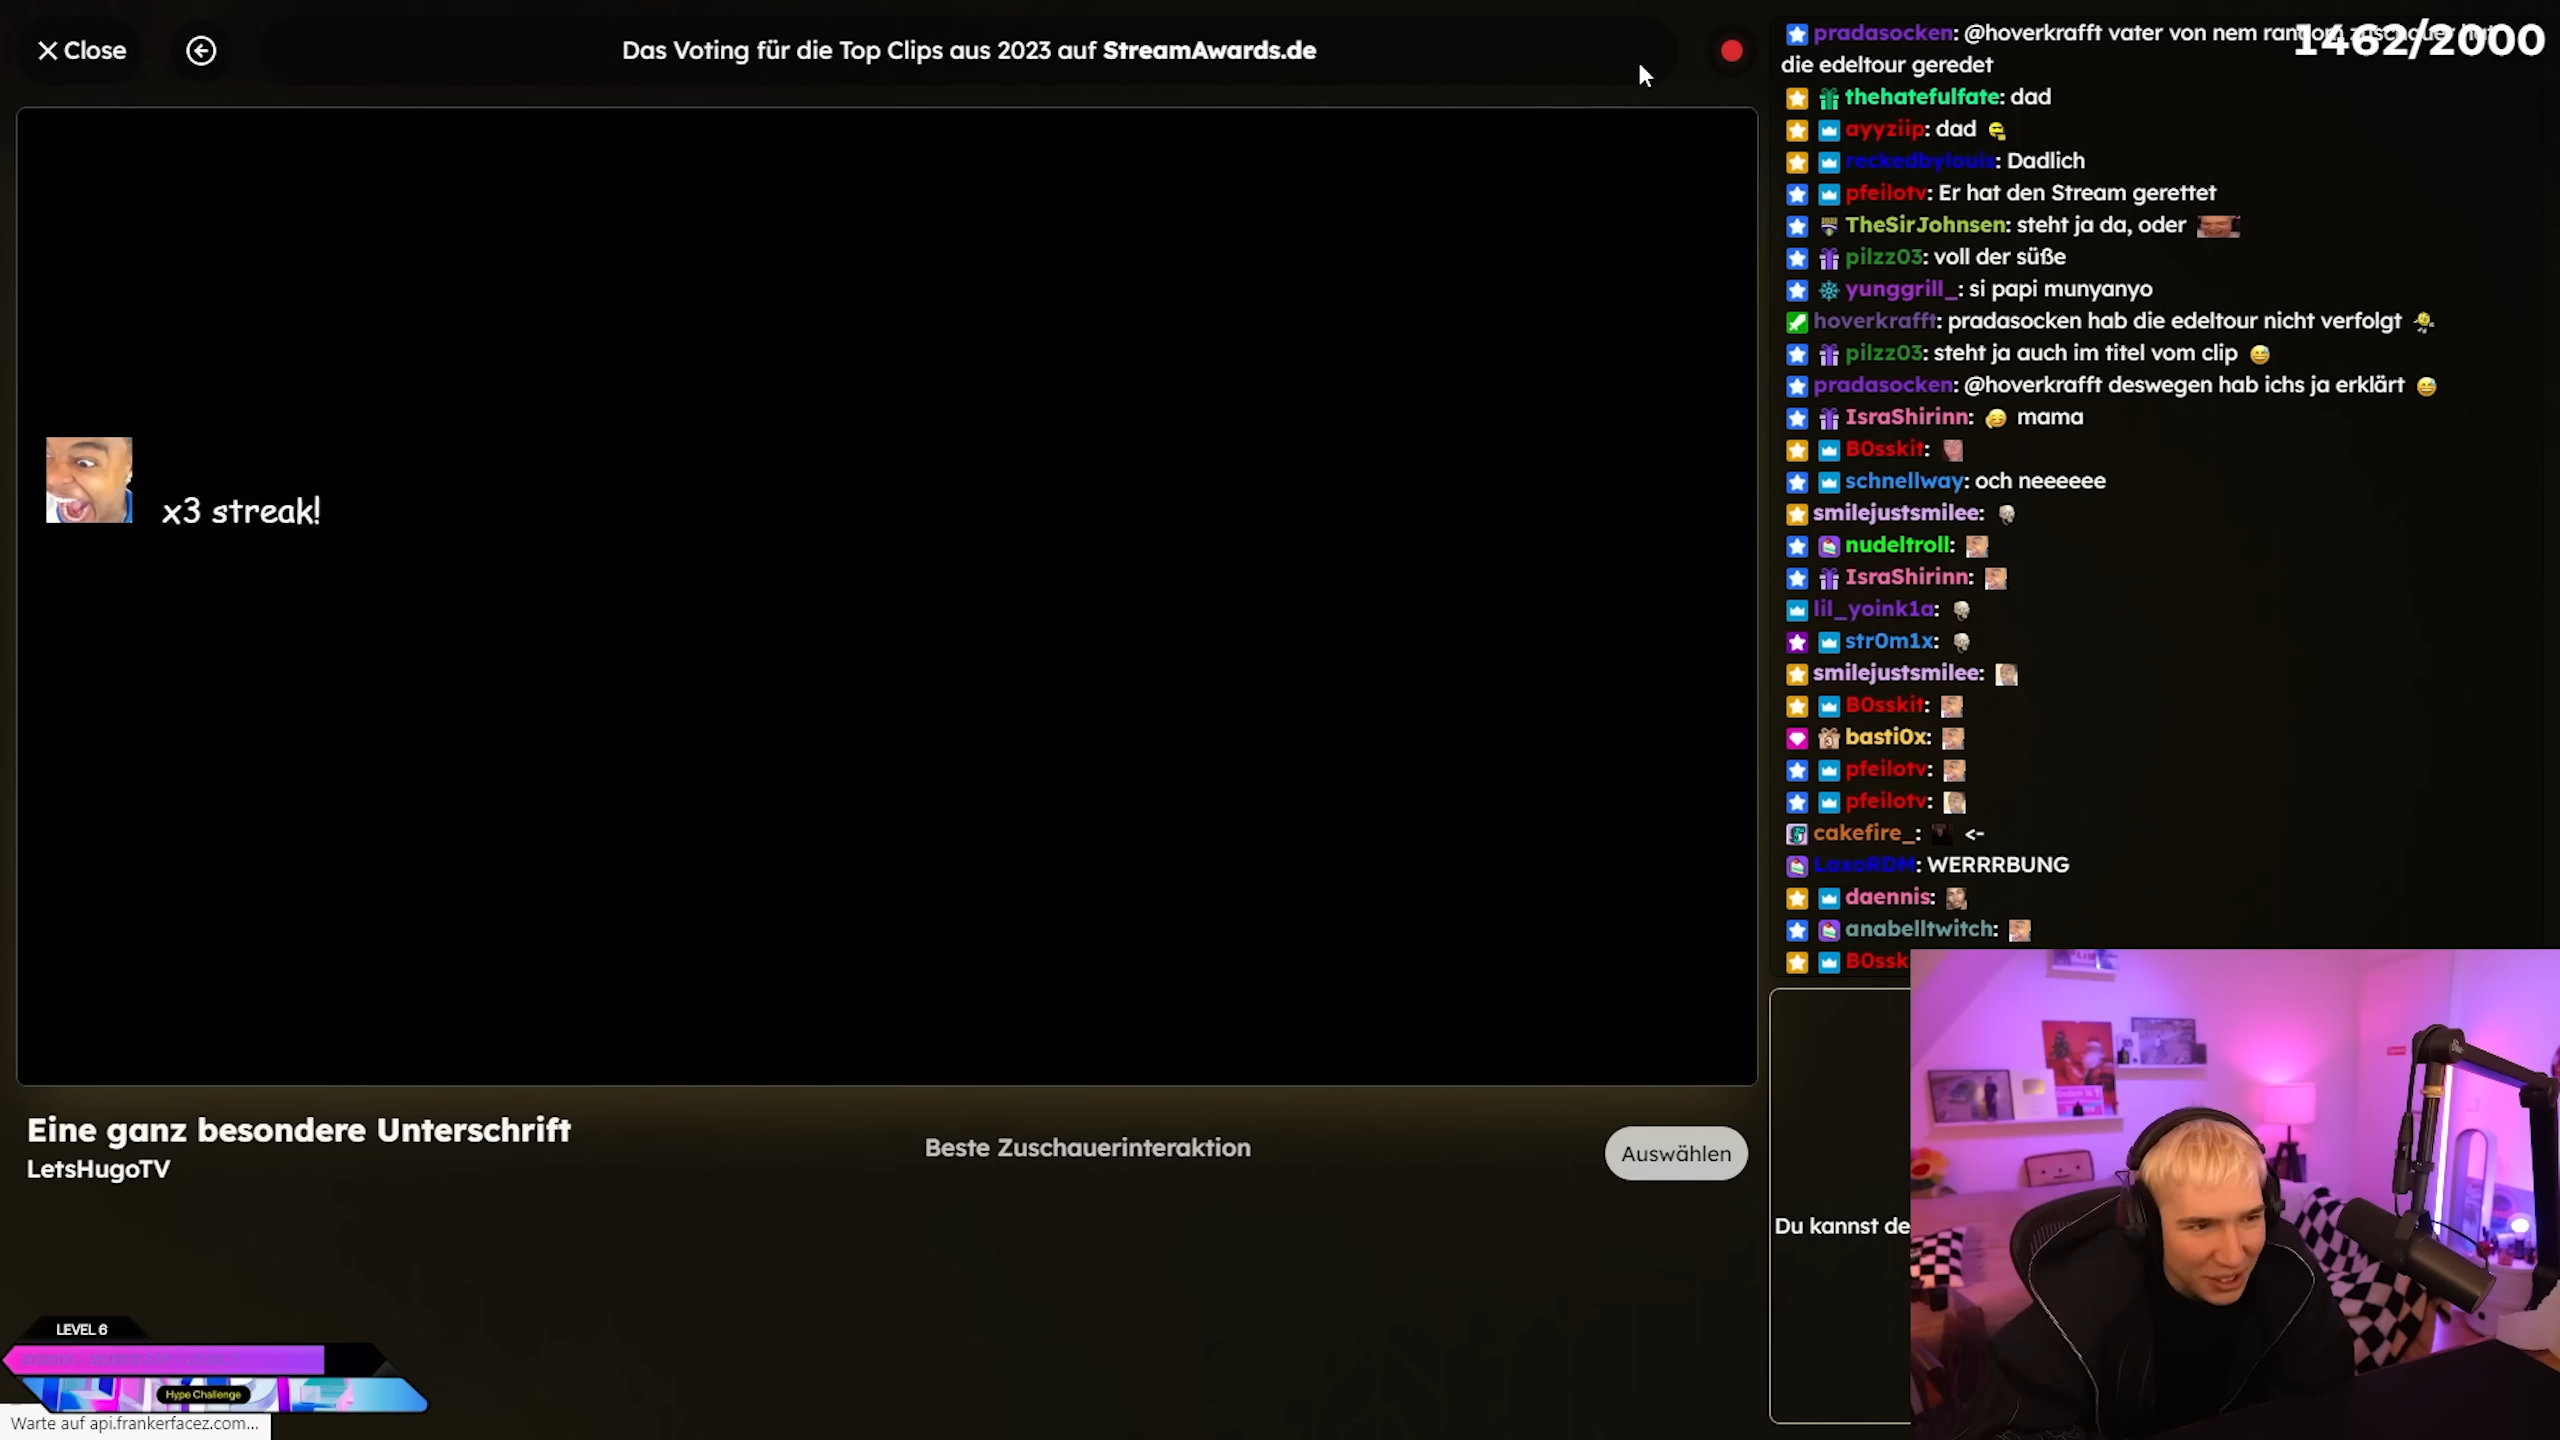 Close
Das Voting für die Top Clips aus 2023 auf StreamAwards.de
1462/2000
pradasocken: @hoverkrafft vater von nem random zuschauer hat
die edeltour geredet
thehatefulfate: dad
ayyziip: dad
reckedbylouis: Dadlich
pfeilotv: Er hat den Stream gerettet
TheSirJohnsen: steht ja da, oder
pilzz03: voll der süße
yunggrill_: si papi munyanyo
hoverkrafft: pradasocken hab die edeltour nicht verfolgt
pilzz03: steht ja auch im titel vom clip
pradasocken: @hoverkrafft deswegen hab ichs ja erklärt
IsraShirinn: mama
B0sskit:
schnellway: och neeeeee
smilejustsmilee:
nudeltroll:
IsraShirinn:
lil_yoink1a:
str0m1x:
smilejustsmilee:
B0sskit:
basti0x:
pfeilotv:
pfeilotv:
cakefire_: <-
LaxoRDM: WERRRBUNG
daennis:
anabelltwitch:
B0ssk
x3 streak!
Eine ganz besondere Unterschrift
LetsHugoTV
Beste Zuschauerinteraktion
Auswählen
Du kannst de
LEVEL 6
Hype Challenge
Warte auf api.frankerfacez.com...